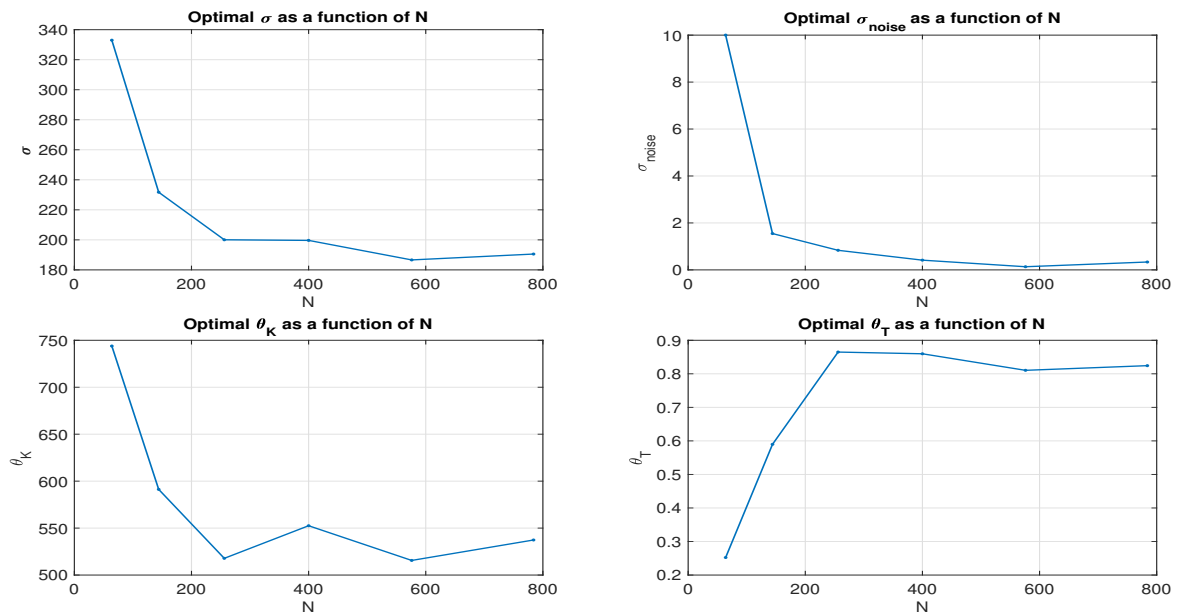 Optimal σ as a function of N
340
320
300
280
260
240
220
200
180
σ
0 200 400 600 800
N
Optimal σnoise as a function of N
10
8
6
4
2
0
σnoise
0 200 400 600 800
N
Optimal θK as a function of N
750
700
650
600
550
500
θK
0 200 400 600 800
N
Optimal θT as a function of N
0.9
0.8
0.7
0.6
0.5
0.4
0.3
0.2
θT
0 200 400 600 800
N